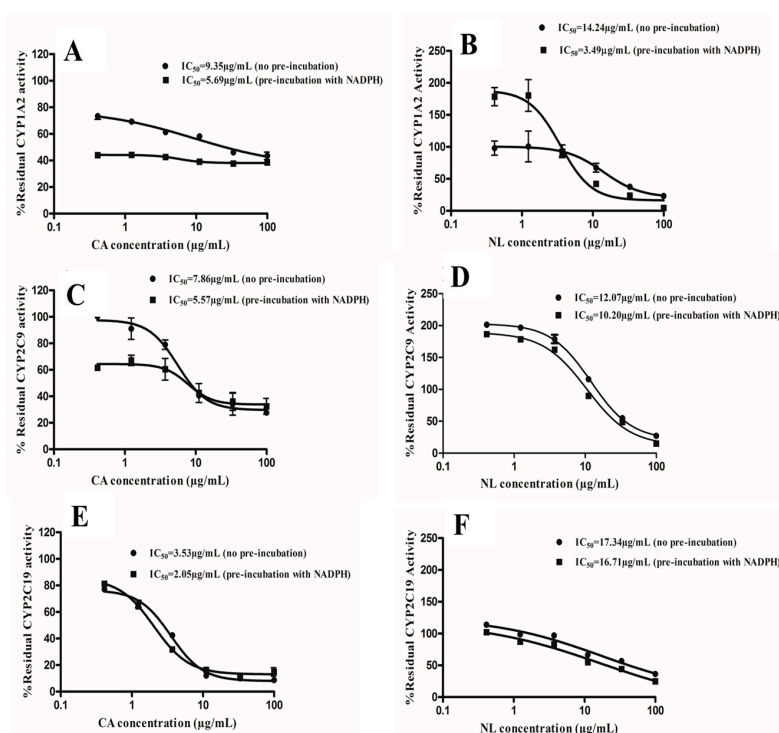 A
IC50=9.35µg/mL (no pre-incubation)
IC50=5.69µg/mL (pre-incubation with NADPH)
%Residual CYP1A2 activity
120
100
80
60
40
20
0
0.1
1
10
100
CA concentration (µg/mL)
B
IC50=14.24µg/mL (no pre-incubation)
IC50=3.49µg/mL (pre-incubation with NADPH)
%Residual CYP1A2 Activity
250
200
150
100
50
0
0.1
1
10
100
NL concentration (µg/mL)
C
IC50=7.86µg/mL (no pre-incubation)
IC50=5.57µg/mL (pre-incubation with NADPH)
% Residual CYP2C9 activity
120
100
80
60
40
20
0
0.1
1
10
100
CA concentration (µg/mL)
D
IC50=12.07µg/mL (no pre-incubation)
IC50=10.20µg/mL (pre-incubation with NADPH)
% Residual CYP2C9 Activity
250
200
150
100
50
0
0.1
1
10
100
NL concentration (µg/mL)
E
IC50=3.53µg/mL (no pre-incubation)
IC50=2.05µg/mL (pre-incubation with NADPH)
%Residual CYP2C19 activity
120
100
80
60
40
20
0
0.1
1
10
100
CA concentration (µg/mL)
F
IC50=17.34µg/mL (no pre-incubation)
IC50=16.71µg/mL (pre-incubation with NADPH)
%Residual CYP2C19 Activity
250
200
150
100
50
0
0.1
1
10
100
NL concentration (µg/mL)